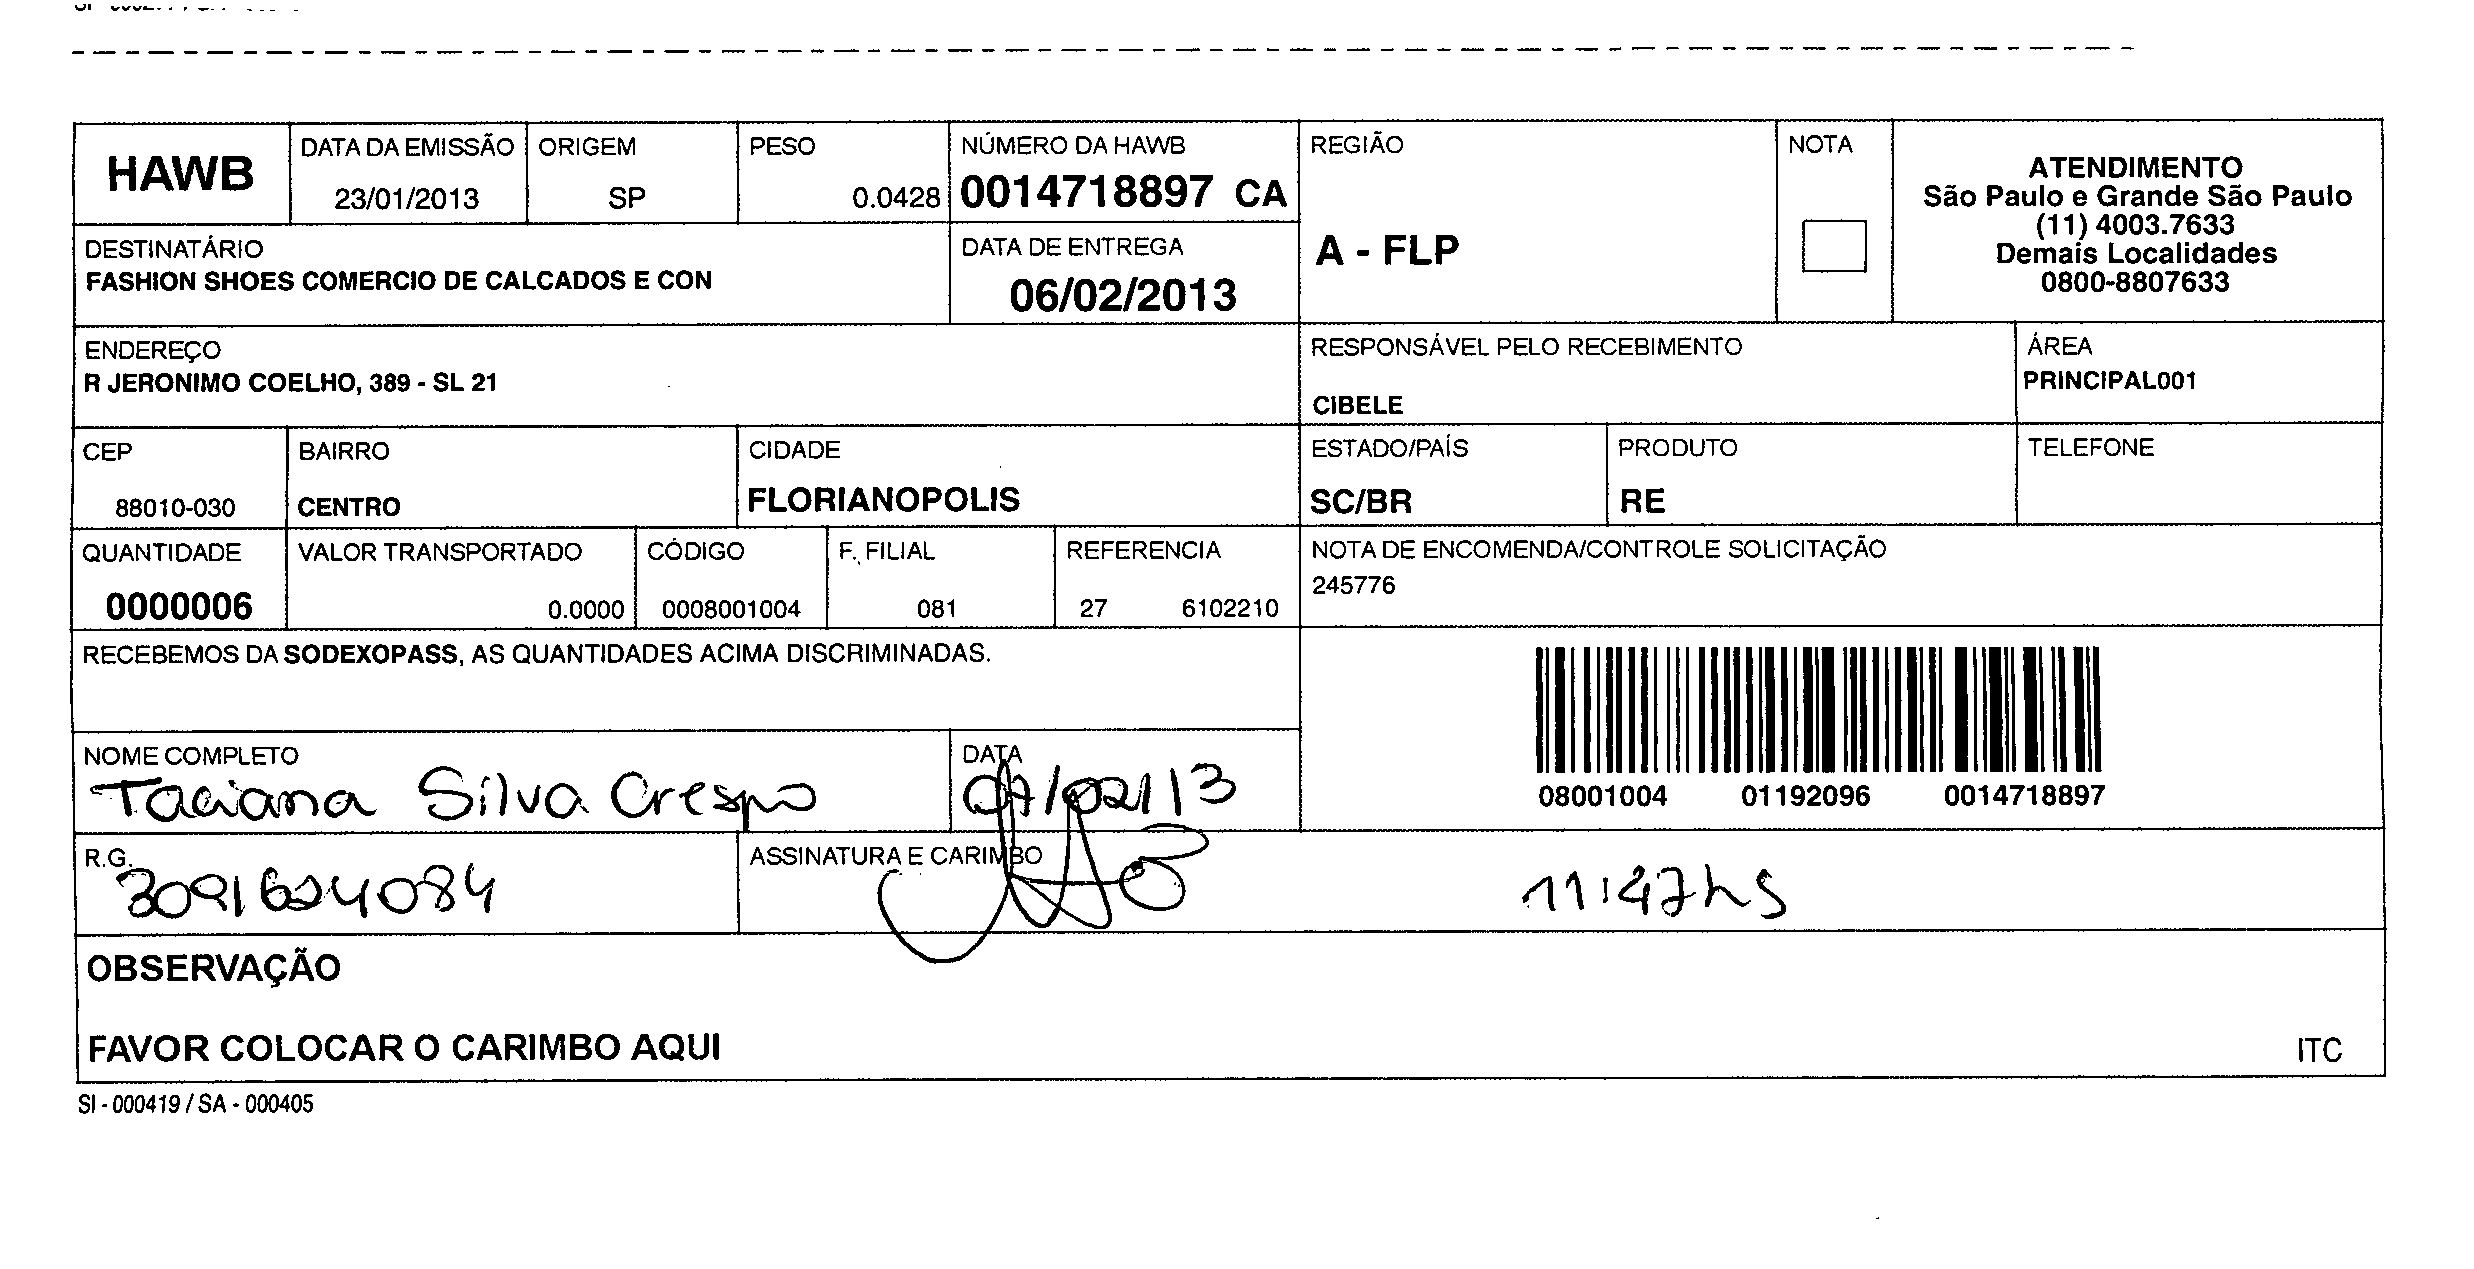 HAWB
DATA DA EMISSÃO
23/01/2013
ORIGEM
SP
PESO
0.0428
NÚMERO DA HAWB
0014718897 CA
REGIÃO
A - FLP
NOTA
ATENDIMENTO
São Paulo e Grande São Paulo
(11) 4003.7633
Demais Localidades
0800-8807633
DESTINATÁRIO
FASHION SHOES COMERCIO DE CALCADOS E CON
DATA DE ENTREGA
06/02/2013
ENDEREÇO
R JERONIMO COELHO, 389 - SL 21
RESPONSÁVEL PELO RECEBIMENTO
CIBELE
ÁREA
PRINCIPAL001
CEP
88010-030
BAIRRO
CENTRO
CIDADE
FLORIANOPOLIS
ESTADO/PAÍS
SC/BR
PRODUTO
RE
TELEFONE
QUANTIDADE
0000006
VALOR TRANSPORTADO
0.0000
CÓDIGO
0008001004
F. FILIAL
081
REFERENCIA
27 6102210
NOTA DE ENCOMENDA/CONTROLE SOLICITAÇÃO
245776
RECEBEMOS DA SODEXOPASS, AS QUANTIDADES ACIMA DISCRIMINADAS.
08001004 01192096 0014718897
NOME COMPLETO
Taciana Silva Crespo
DATA
07/02/13
R.G.
3091624084
ASSINATURA E CARIMBO
11:47hs
OBSERVAÇÃO
FAVOR COLOCAR O CARIMBO AQUI
ITC
SI - 000419 / SA - 000405